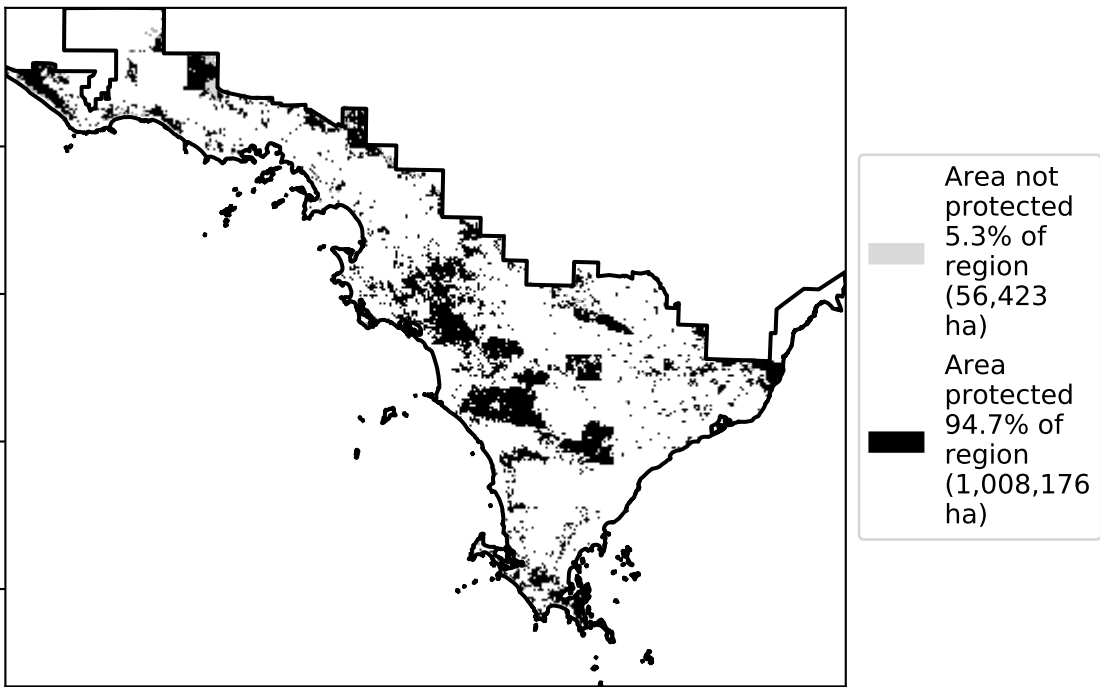 Area not
protected
5.3% of
region
(56,423
ha)
Area
protected
94.7% of
region
(1,008,176
ha)